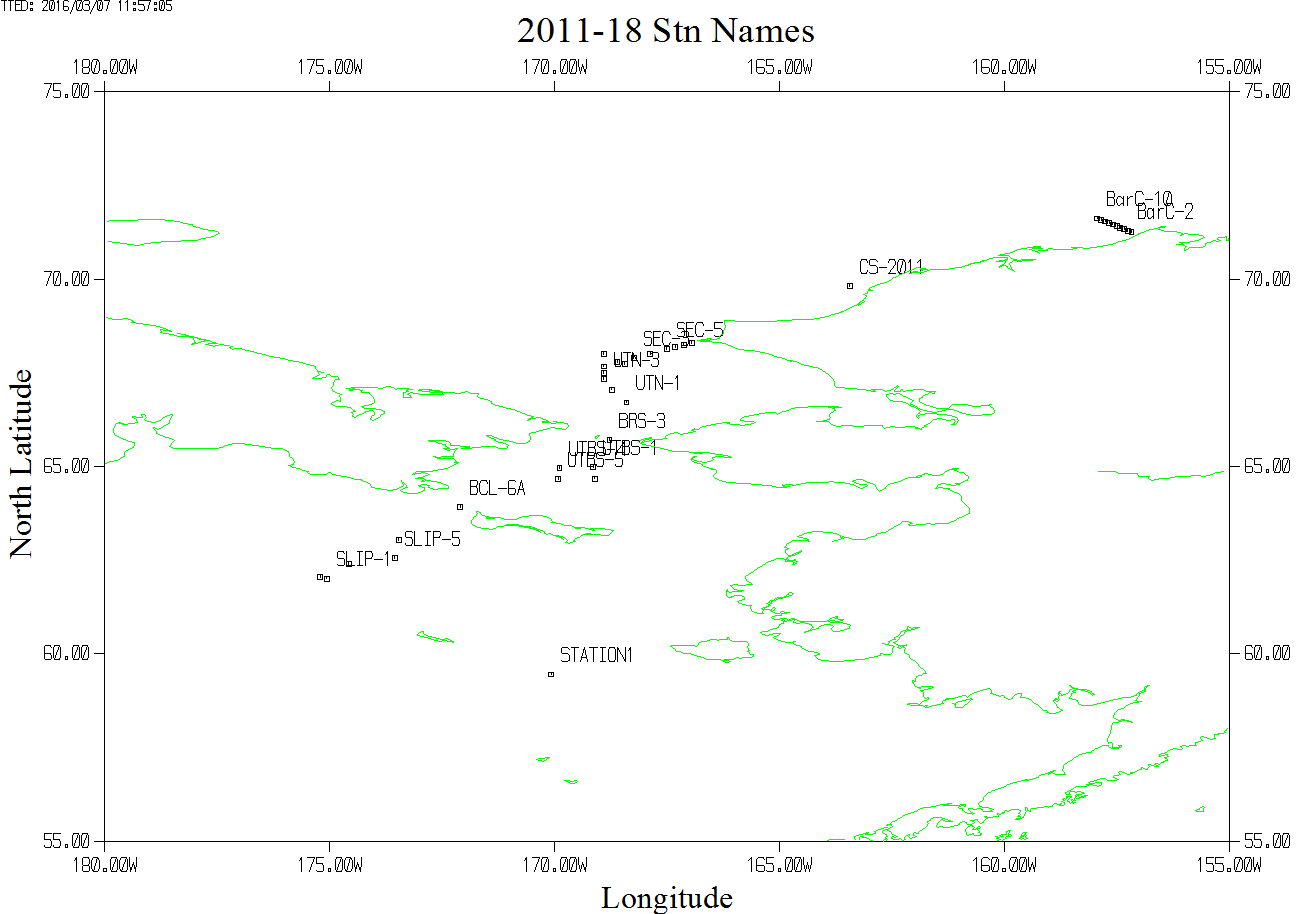 TTED: 2016/03/07 11:57:05
2011-18 Stn Names
180.00W 175.00W 170.00W 165.00W 160.00W 155.00W
75.00 75.00
BarC-10
BarC-2
CS-2011
70.00 70.00
SEC-5
SEC-
UTN-3
UTN-1
BRS-3
UTBS-1
UTBS-5
65.00 65.00
BCL-6A
SLIP-5
SLIP-1
60.00 STATION1 60.00
55.00 55.00
180.00W 175.00W 170.00W 165.00W 160.00W 155.00W
North Latitude
Longitude